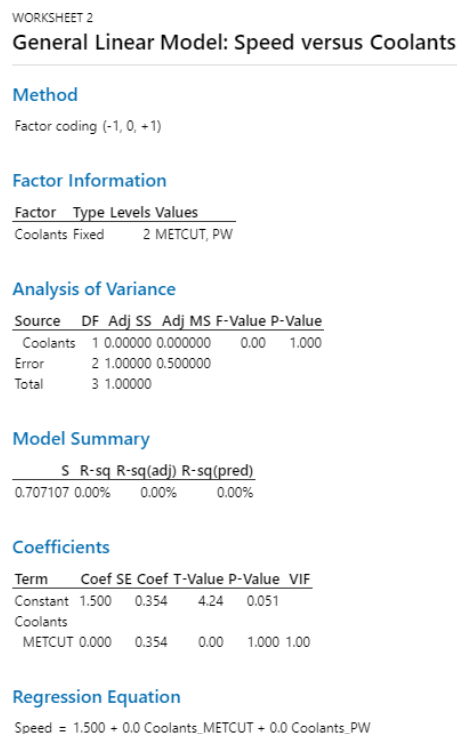 WORKSHEET 2
General Linear Model: Speed versus Coolants
Method
Factor coding (-1, 0, +1)
Factor Information
Factor Type Levels Values
Coolants Fixed 2 METCUT, PW
Analysis of Variance
Source DF Adj SS Adj MS F-Value P-Value
Coolants 1 0.00000 0.000000 0.00 1.000
Error 2 1.00000 0.500000
Total 3 1.00000
Model Summary
S R-sq R-sq(adj) R-sq(pred)
0.707107 0.00% 0.00% 0.00%
Coefficients
Term Coef SE Coef T-Value P-Value VIF
Constant 1.500 0.354 4.24 0.051
Coolants
METCUT 0.000 0.354 0.00 1.000 1.00
Regression Equation
Speed = 1.500 + 0.0 Coolants_METCUT + 0.0 Coolants_PW